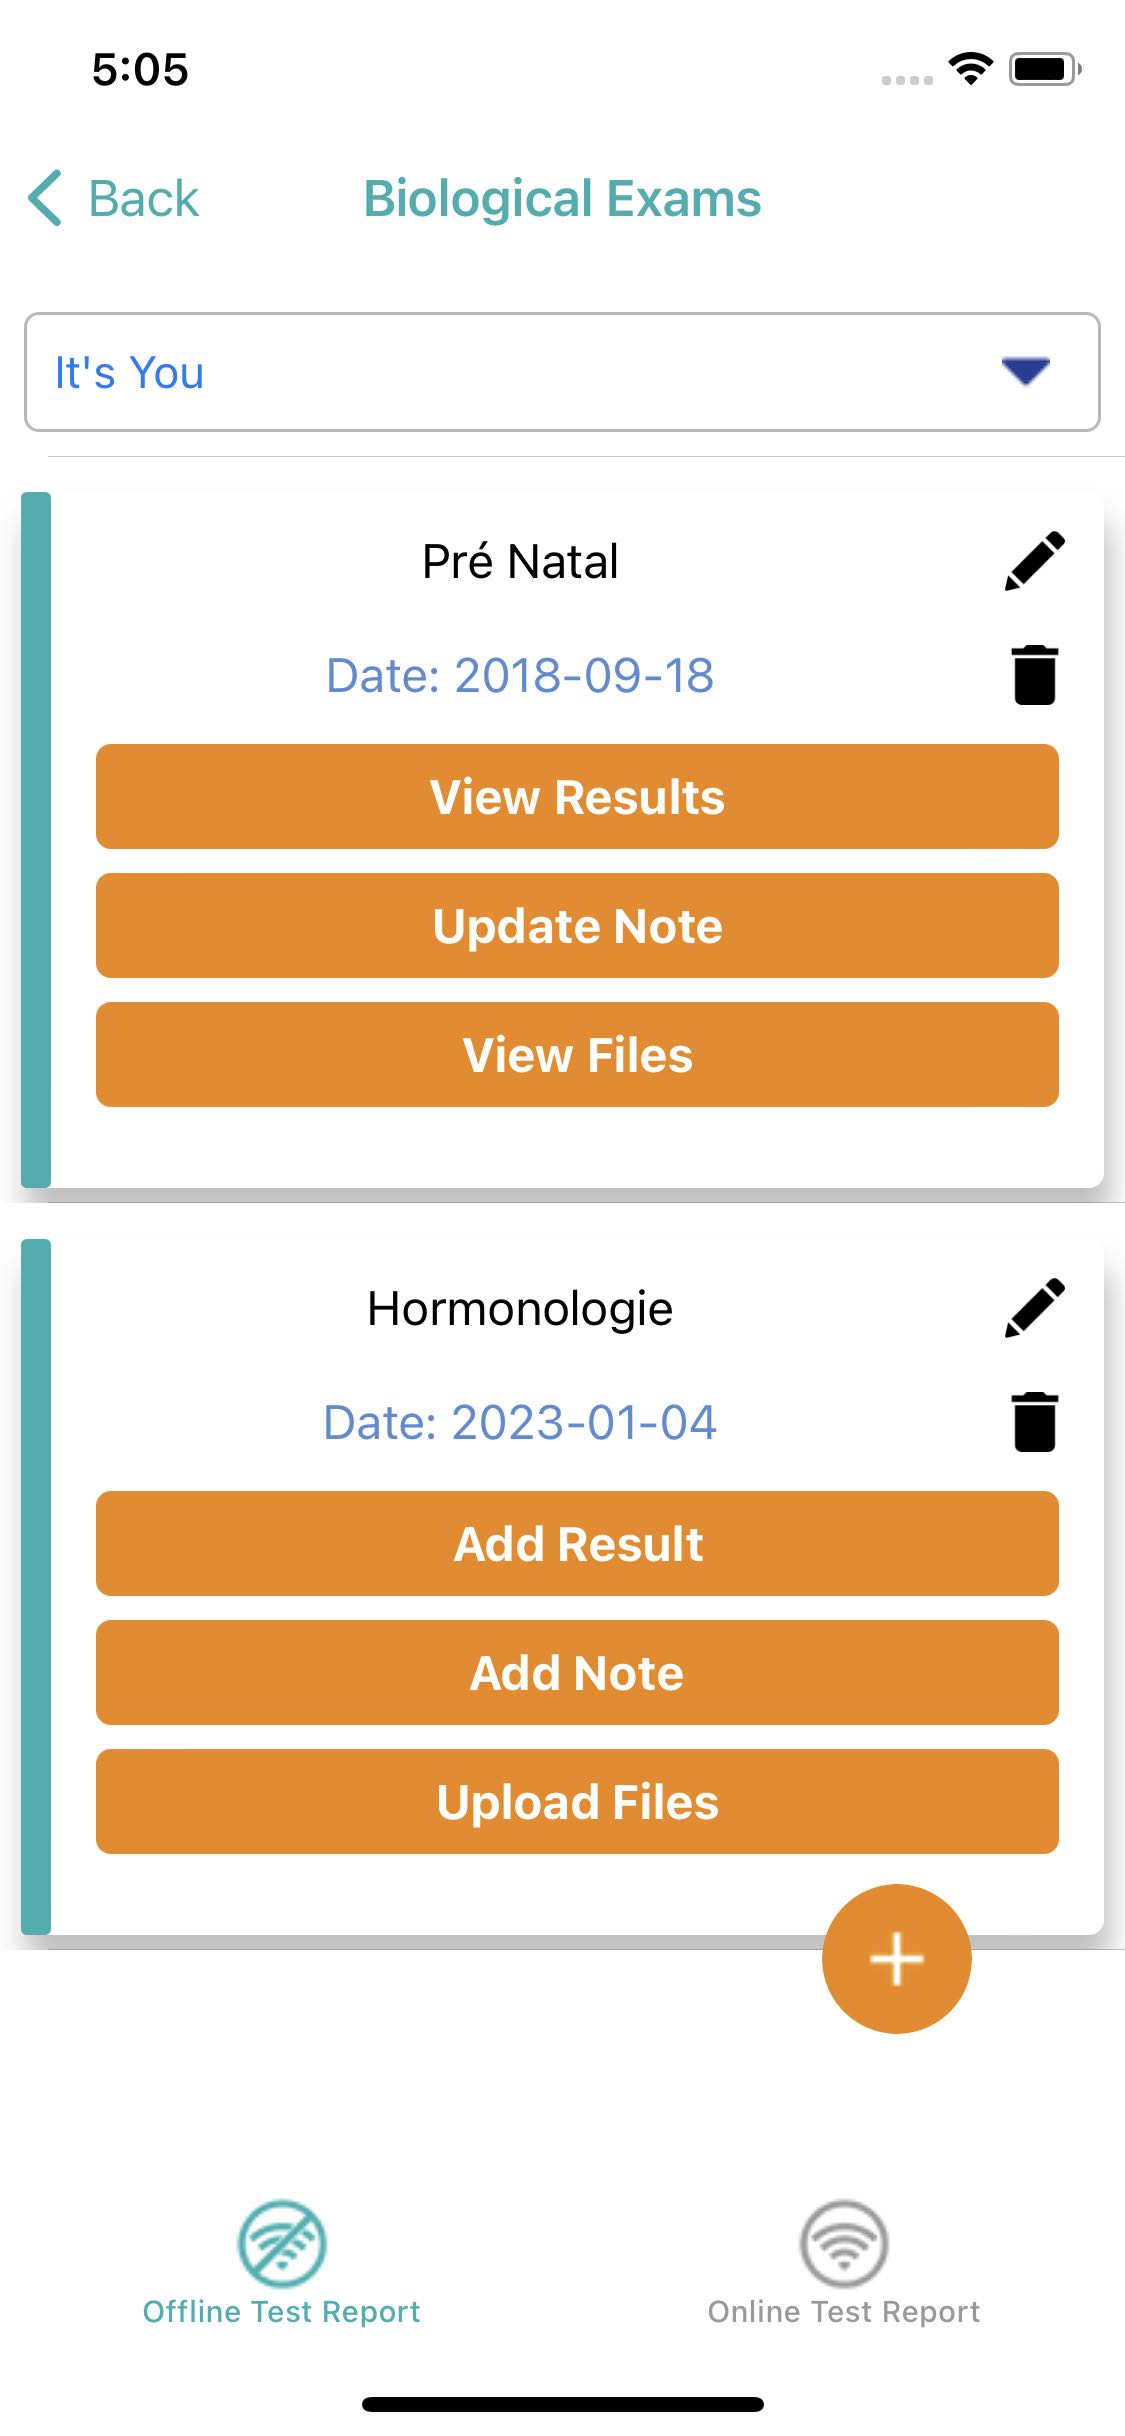 5:05
Back
Biological Exams
It's You
Pré Natal
Date: 2018-09-18
View Results
Update Note
View Files
Hormonologie
Date: 2023-01-04
Add Result
Add Note
Upload Files
Offline Test Report
Online Test Report